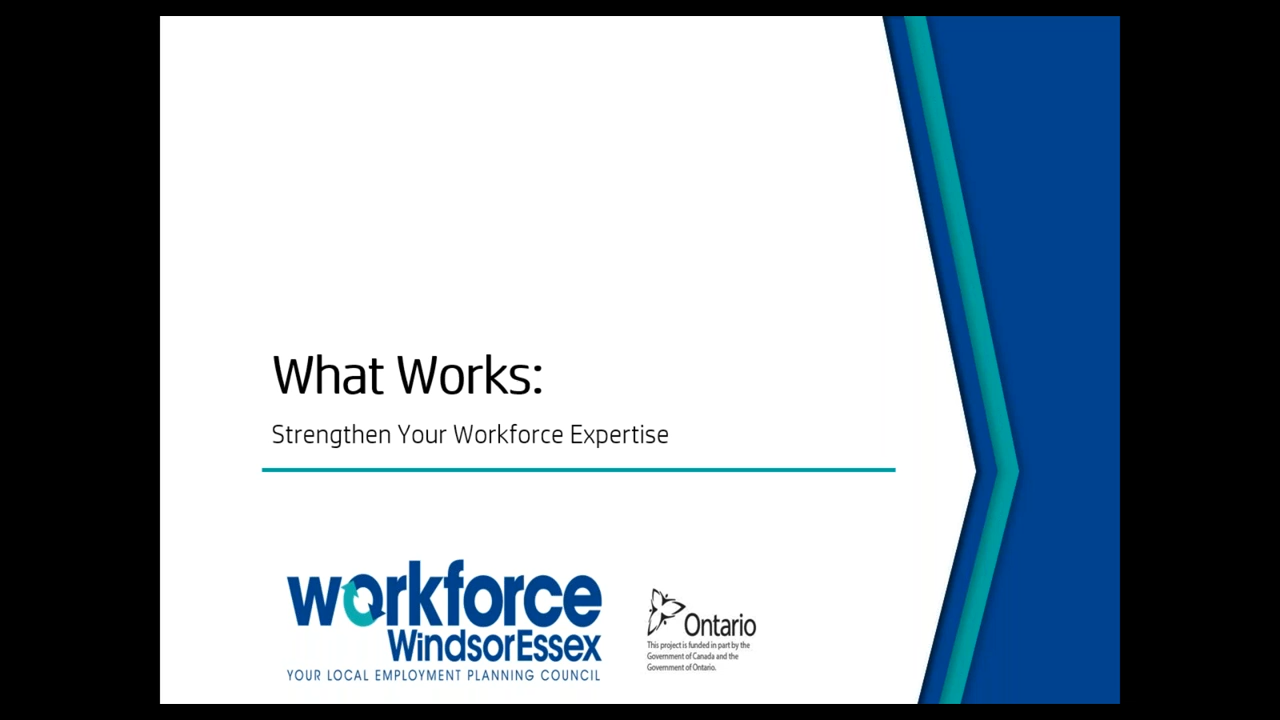 What Works:
Strengthen Your Workforce Expertise
workforce
WindsorEssex
YOUR LOCAL EMPLOYMENT PLANNING COUNCIL
Ontario
This project is funded in part by the
Government of Canada and the
Government of Ontario.